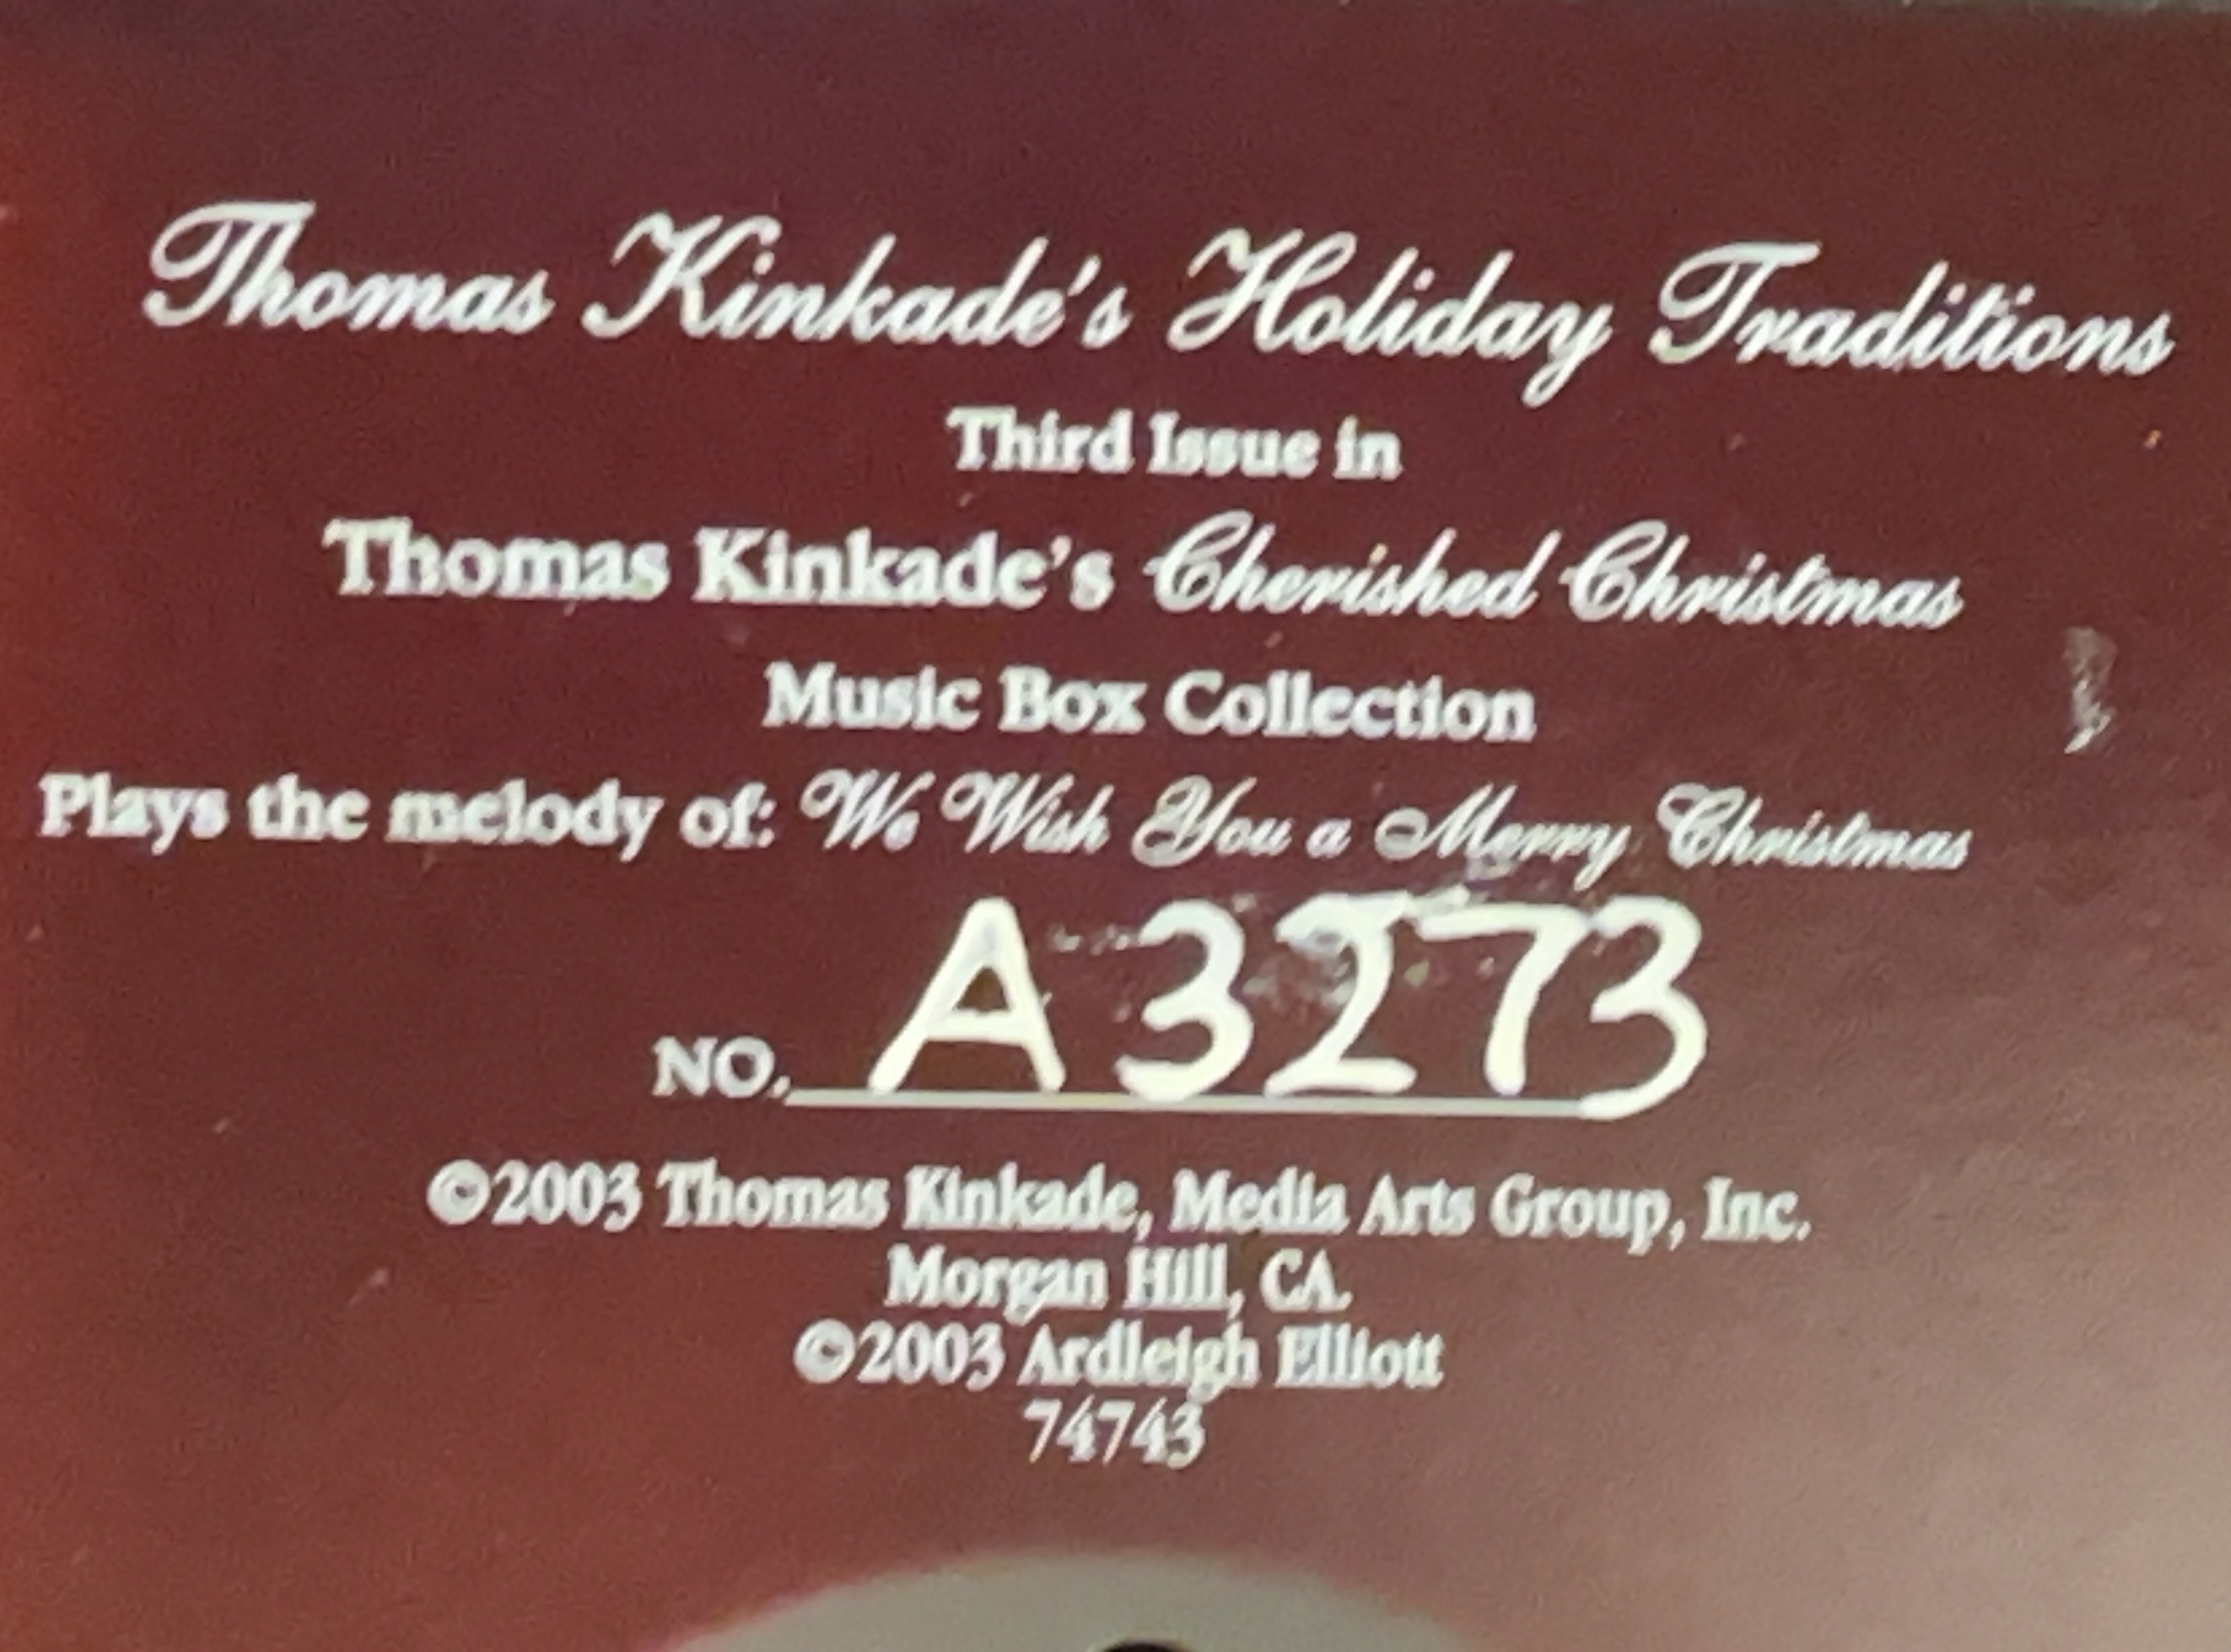 Thomas Kinkade's Holiday Traditions
Third Issue in
Thomas Kinkade's Cherished Christmas
Music Box Collection
Plays the melody of: We Wish You a Merry Christmas
NO. A3273
©2003 Thomas Kinkade, Media Arts Group, Inc.
Morgan Hill, CA.
©2003 Ardleigh Elliott
74743